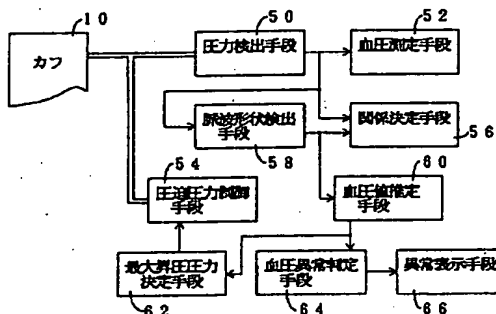 10
カフ
50
圧力検出手段
52
血圧測定手段
脈波形状検出
手段
58
関係決定手段
56
54
圧迫圧力制御
手段
60
血圧値推定
手段
最大昇圧圧力
決定手段
62
血圧異常判定
手段
64
異常表示手段
66